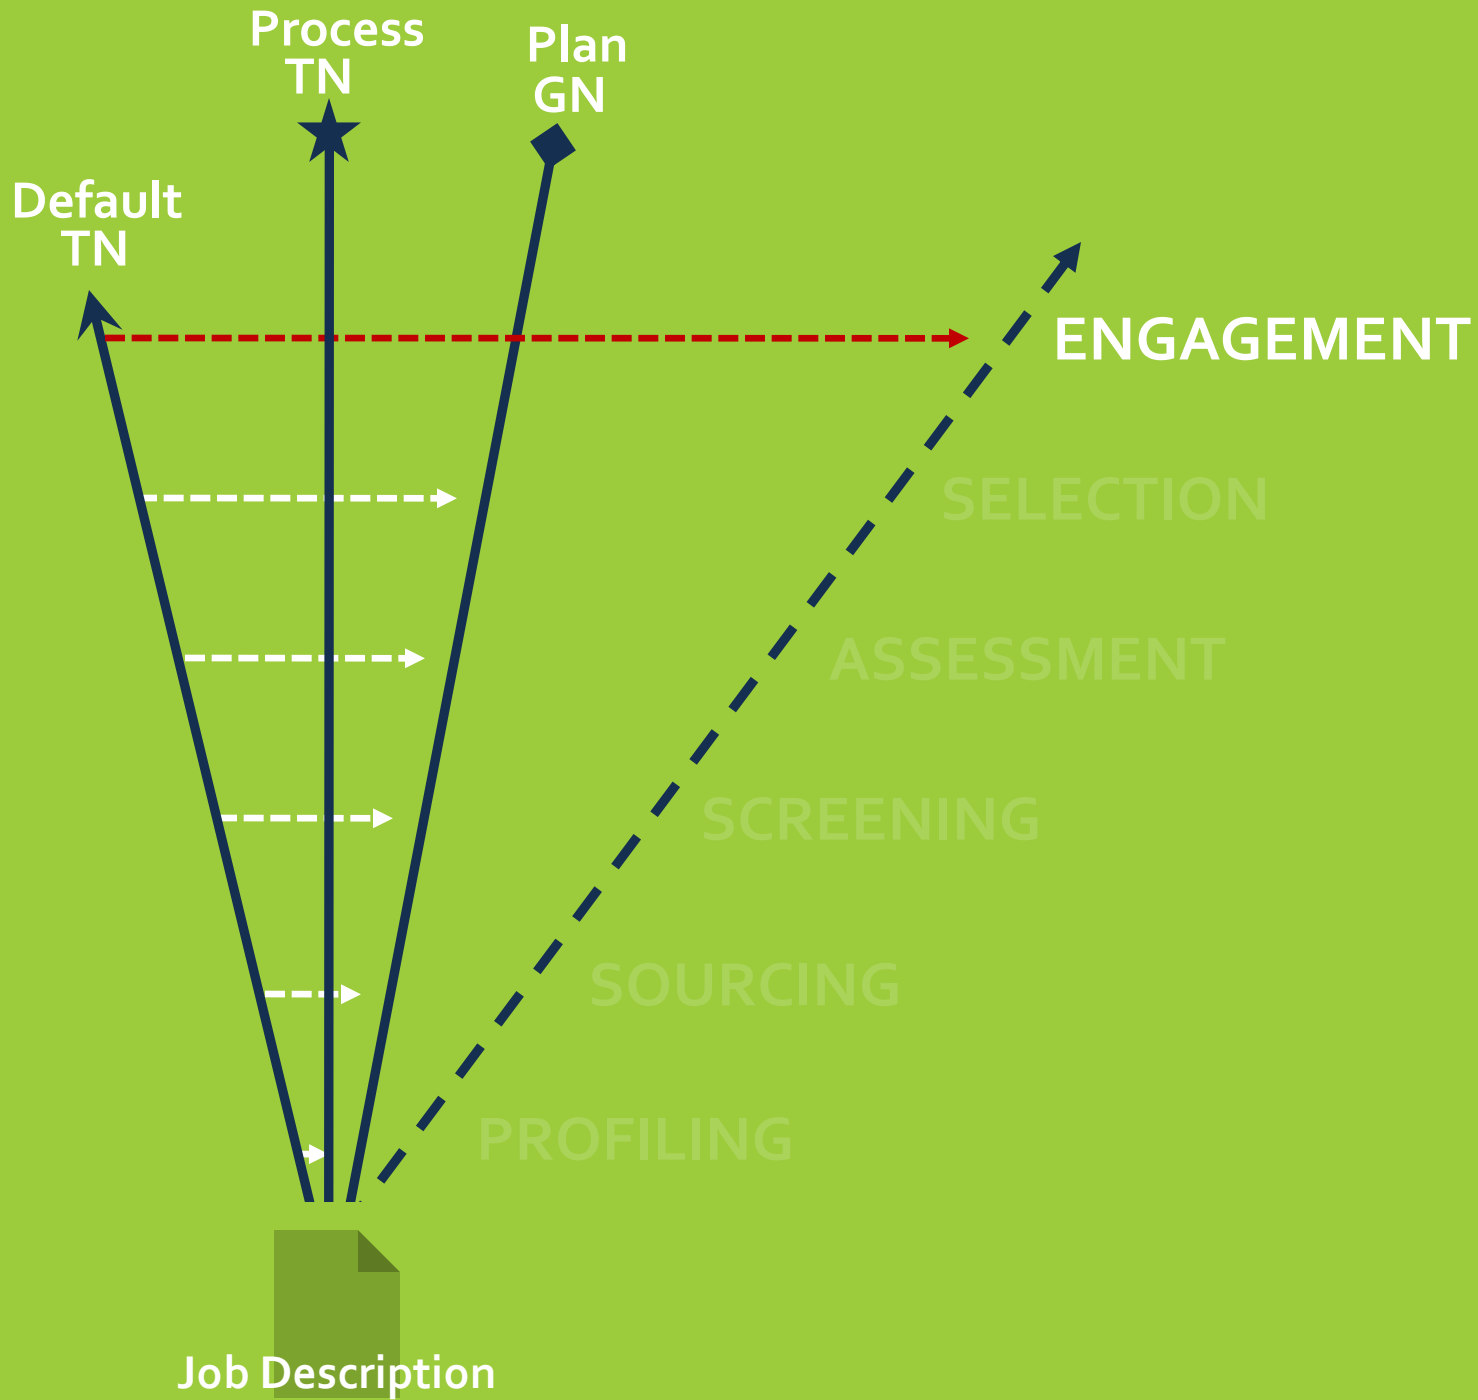 Process
TN
Plan
GN
Default
TN
ENGAGEMENT
SELECTION
ASSESSMENT
SCREENING
SOURCING
PROFILING
Job Description